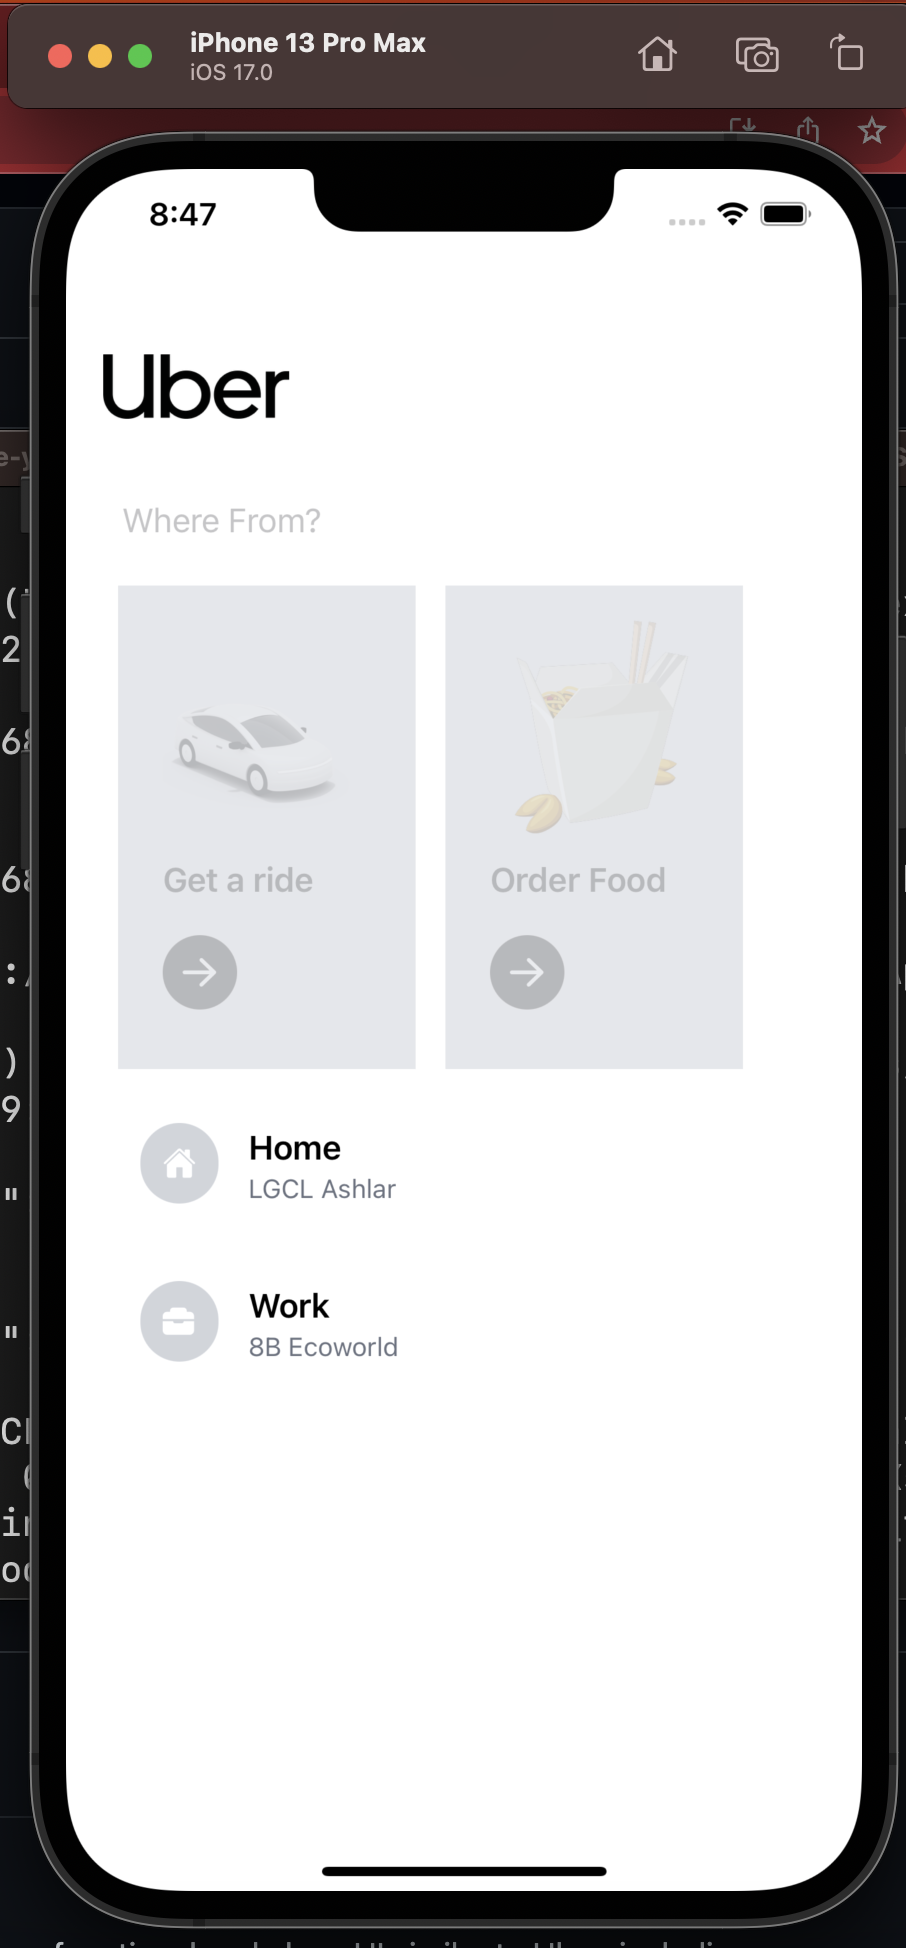 iPhone 13 Pro Max
iOS 17.0
8:47
Uber
Where From?
Get a ride
Order Food
Home
LGCL Ashlar
Work
8B Ecoworld